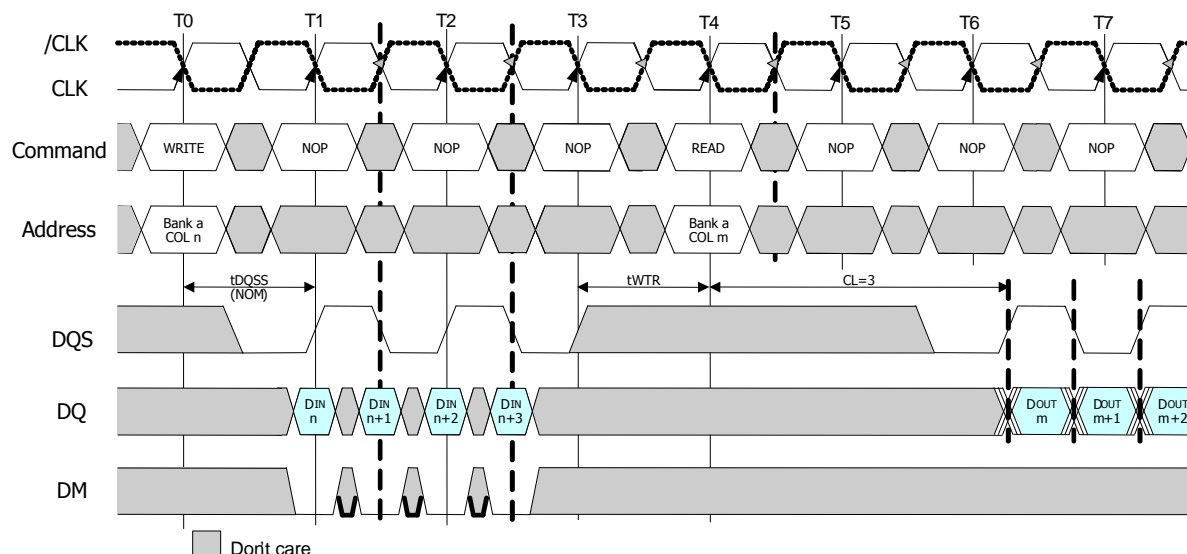 T0 T1 T2 T3 T4 T5 T6 T7
/CLK
CLK
Command WRITE NOP NOP NOP READ NOP NOP NOP
Address Bank a Bank a
COL n COL m
tDQSS tWTR CL=3
(NOM)
DQS
DQ DIN DIN DIN DIN DOUT DOUT DOUT
n n+1 n+2 n+3 m m+1 m+2
DM
Don't care